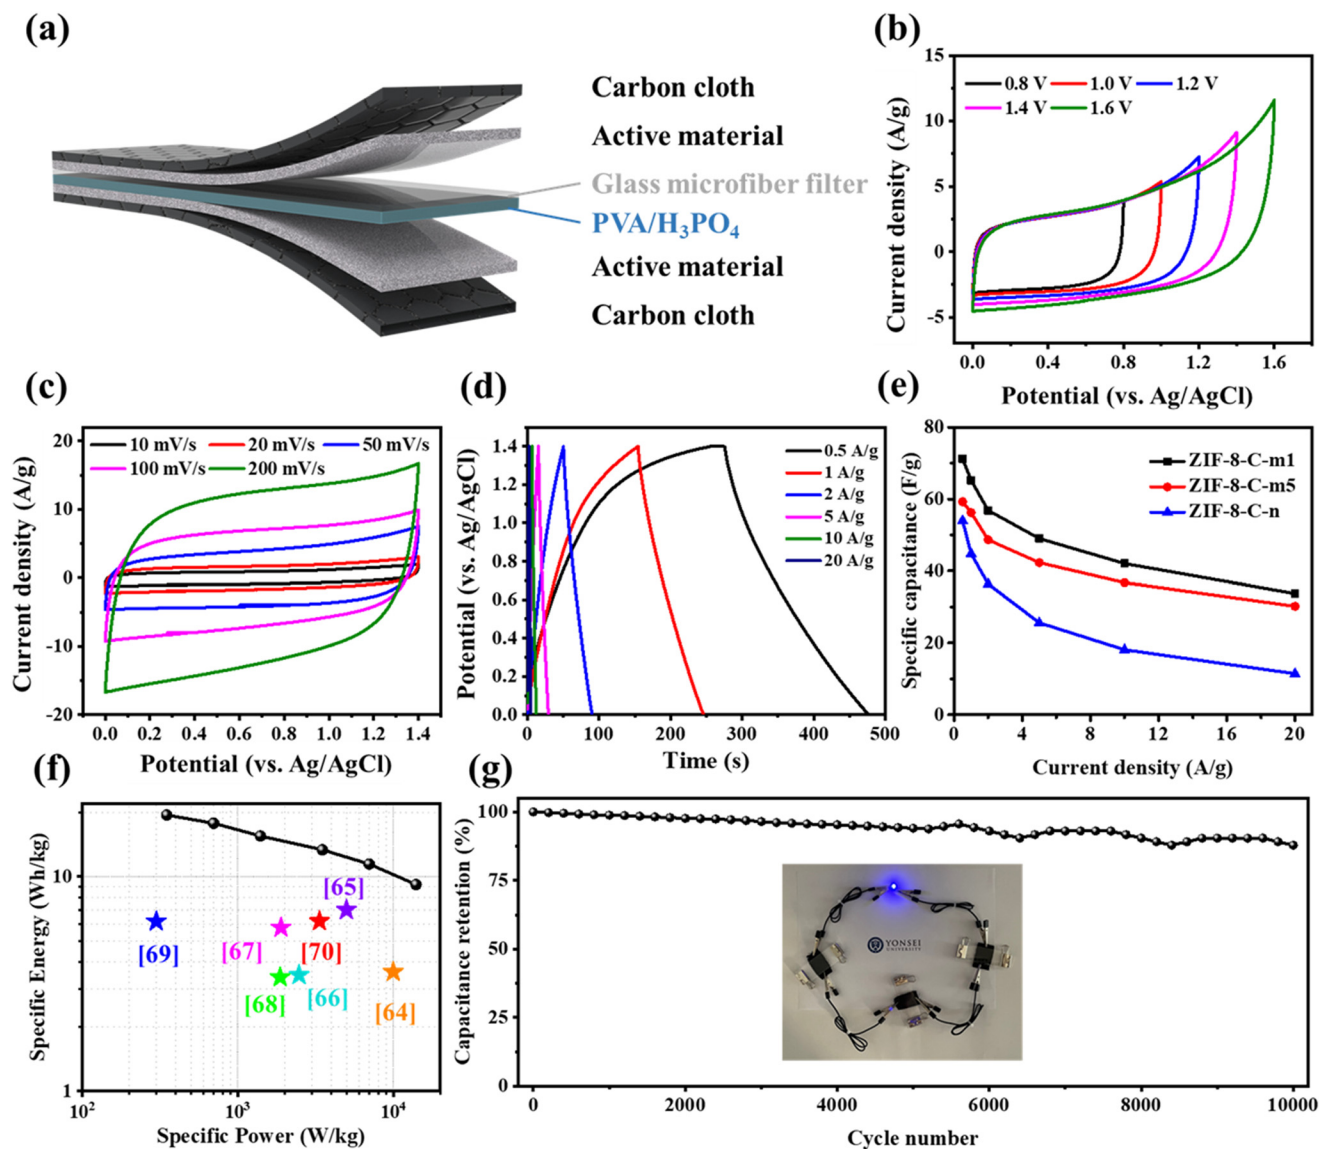 (a)
Carbon cloth
Active material
Glass microfiber filter
PVA/H₃PO₄
Active material
Carbon cloth
(b)
15
10
5
0
-5
Current density (A/g)
0.8 V 1.0 V 1.2 V
1.4 V 1.6 V
0.0 0.4 0.8 1.2 1.6
Potential (vs. Ag/AgCl)
(c)
20
10
0
-10
-20
Current density (A/g)
10 mV/s 20 mV/s 50 mV/s
100 mV/s 200 mV/s
0.0 0.2 0.4 0.6 0.8 1.0 1.2 1.4
Potential (vs. Ag/AgCl)
(d)
1.4
1.2
1.0
0.8
0.6
0.4
0.2
0.0
Potential (vs. Ag/AgCl)
0.5 A/g
1 A/g
2 A/g
5 A/g
10 A/g
20 A/g
0 100 200 300 400 500
Time (s)
(e)
80
60
40
20
0
Specific capacitance (F/g)
ZIF-8-C-m1
ZIF-8-C-m5
ZIF-8-C-n
0 4 8 12 16 20
Current density (A/g)
(f)
10
1
Specific Energy (Wh/kg)
[65]
[69]
[67]
[70]
[68]
[66]
[64]
10² 10³ 10⁴
Specific Power (W/kg)
(g)
100
75
50
25
0
Capacitance retention (%)
YONSEI
UNIVERSITY
0 2000 4000 6000 8000 10000
Cycle number